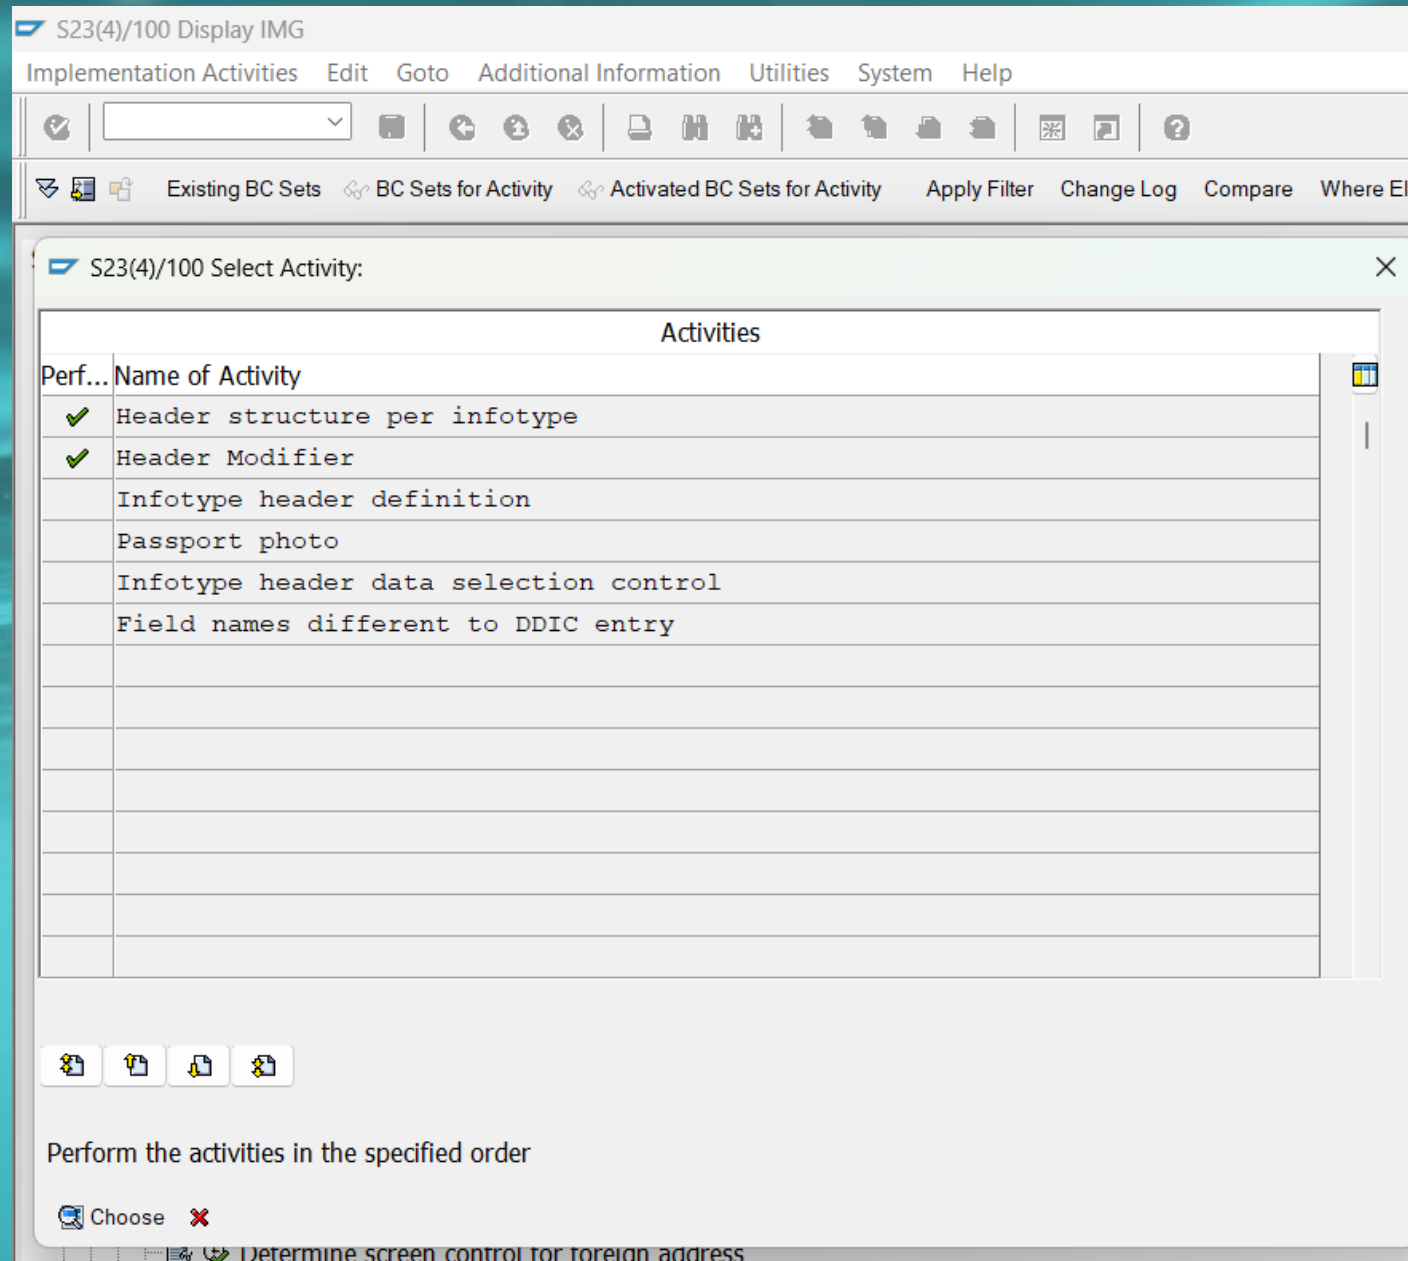 S23(4)/100 Display IMG
Implementation Activities Edit Goto Additional Information Utilities System Help
Existing BC Sets BC Sets for Activity Activated BC Sets for Activity Apply Filter Change Log Compare Where El
S23(4)/100 Select Activity:
Activities
Perf... Name of Activity
Header structure per infotype
Header Modifier
Infotype header definition
Passport photo
Infotype header data selection control
Field names different to DDIC entry
Perform the activities in the specified order
Choose
Determine screen control for foreign address